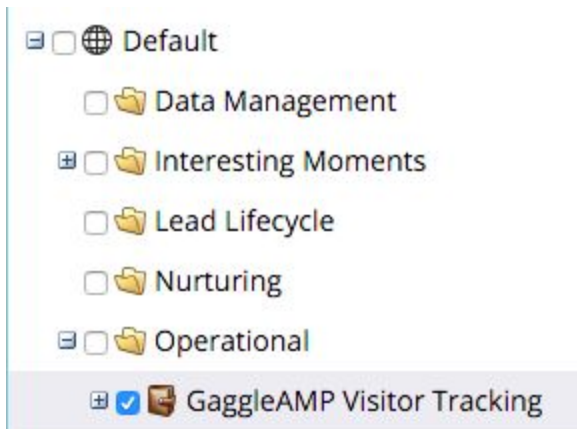 Default
Data Management
Interesting Moments
Lead Lifecycle
Nurturing
Operational
GaggleAMP Visitor Tracking